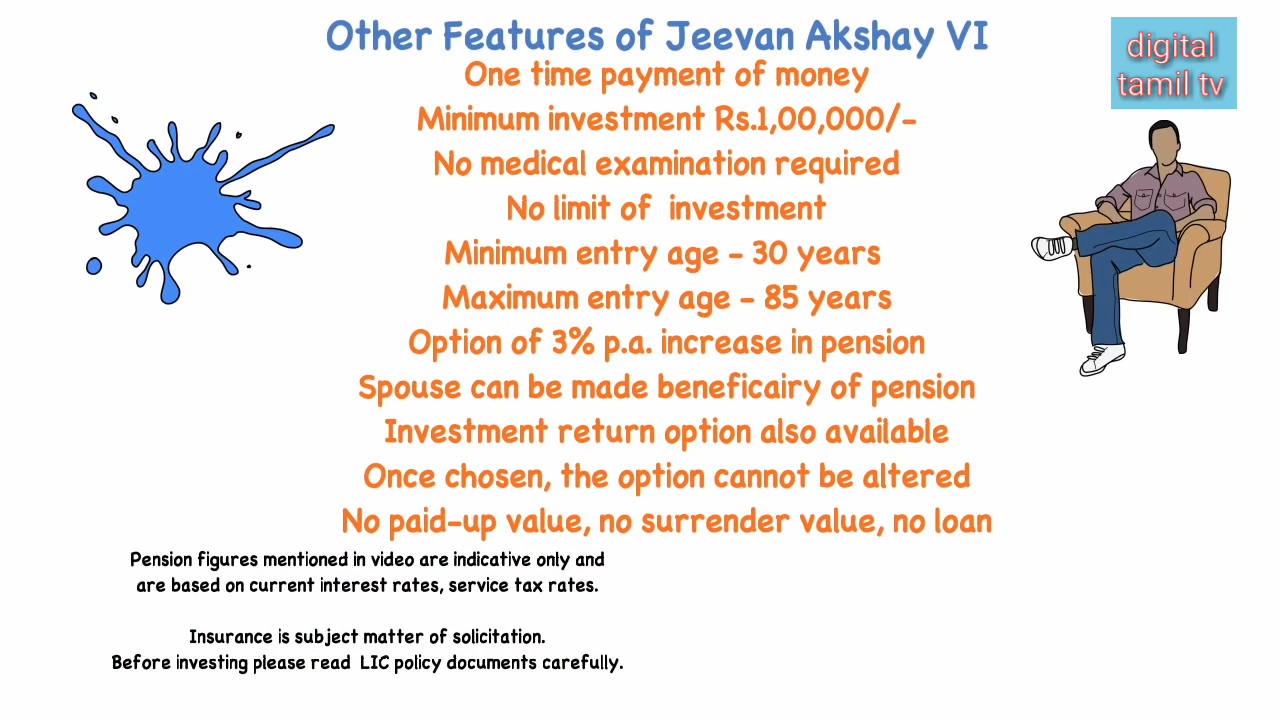 Other Features of Jeevan Akshay VI
digital
tamil tv
One time payment of money
Minimum investment Rs.1,00,000/-
No medical examination required
No limit of investment
Minimum entry age - 30 years
Maximum entry age - 85 years
Option of 3% p.a. increase in pension
Spouse can be made beneficairy of pension
Investment return option also available
Once chosen, the option cannot be altered
No paid-up value, no surrender value, no loan
Pension figures mentioned in video are indicative only and
are based on current interest rates, service tax rates.
Insurance is subject matter of solicitation.
Before investing please read LIC policy documents carefully.